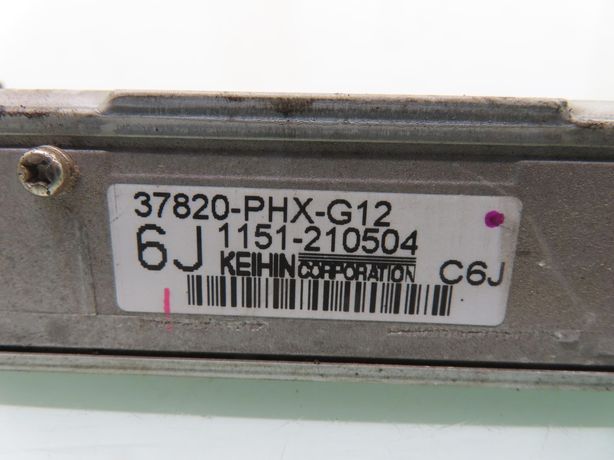 37820-PHX-G12
6J 1151-210504
KEIHIN CORPORATION C6J